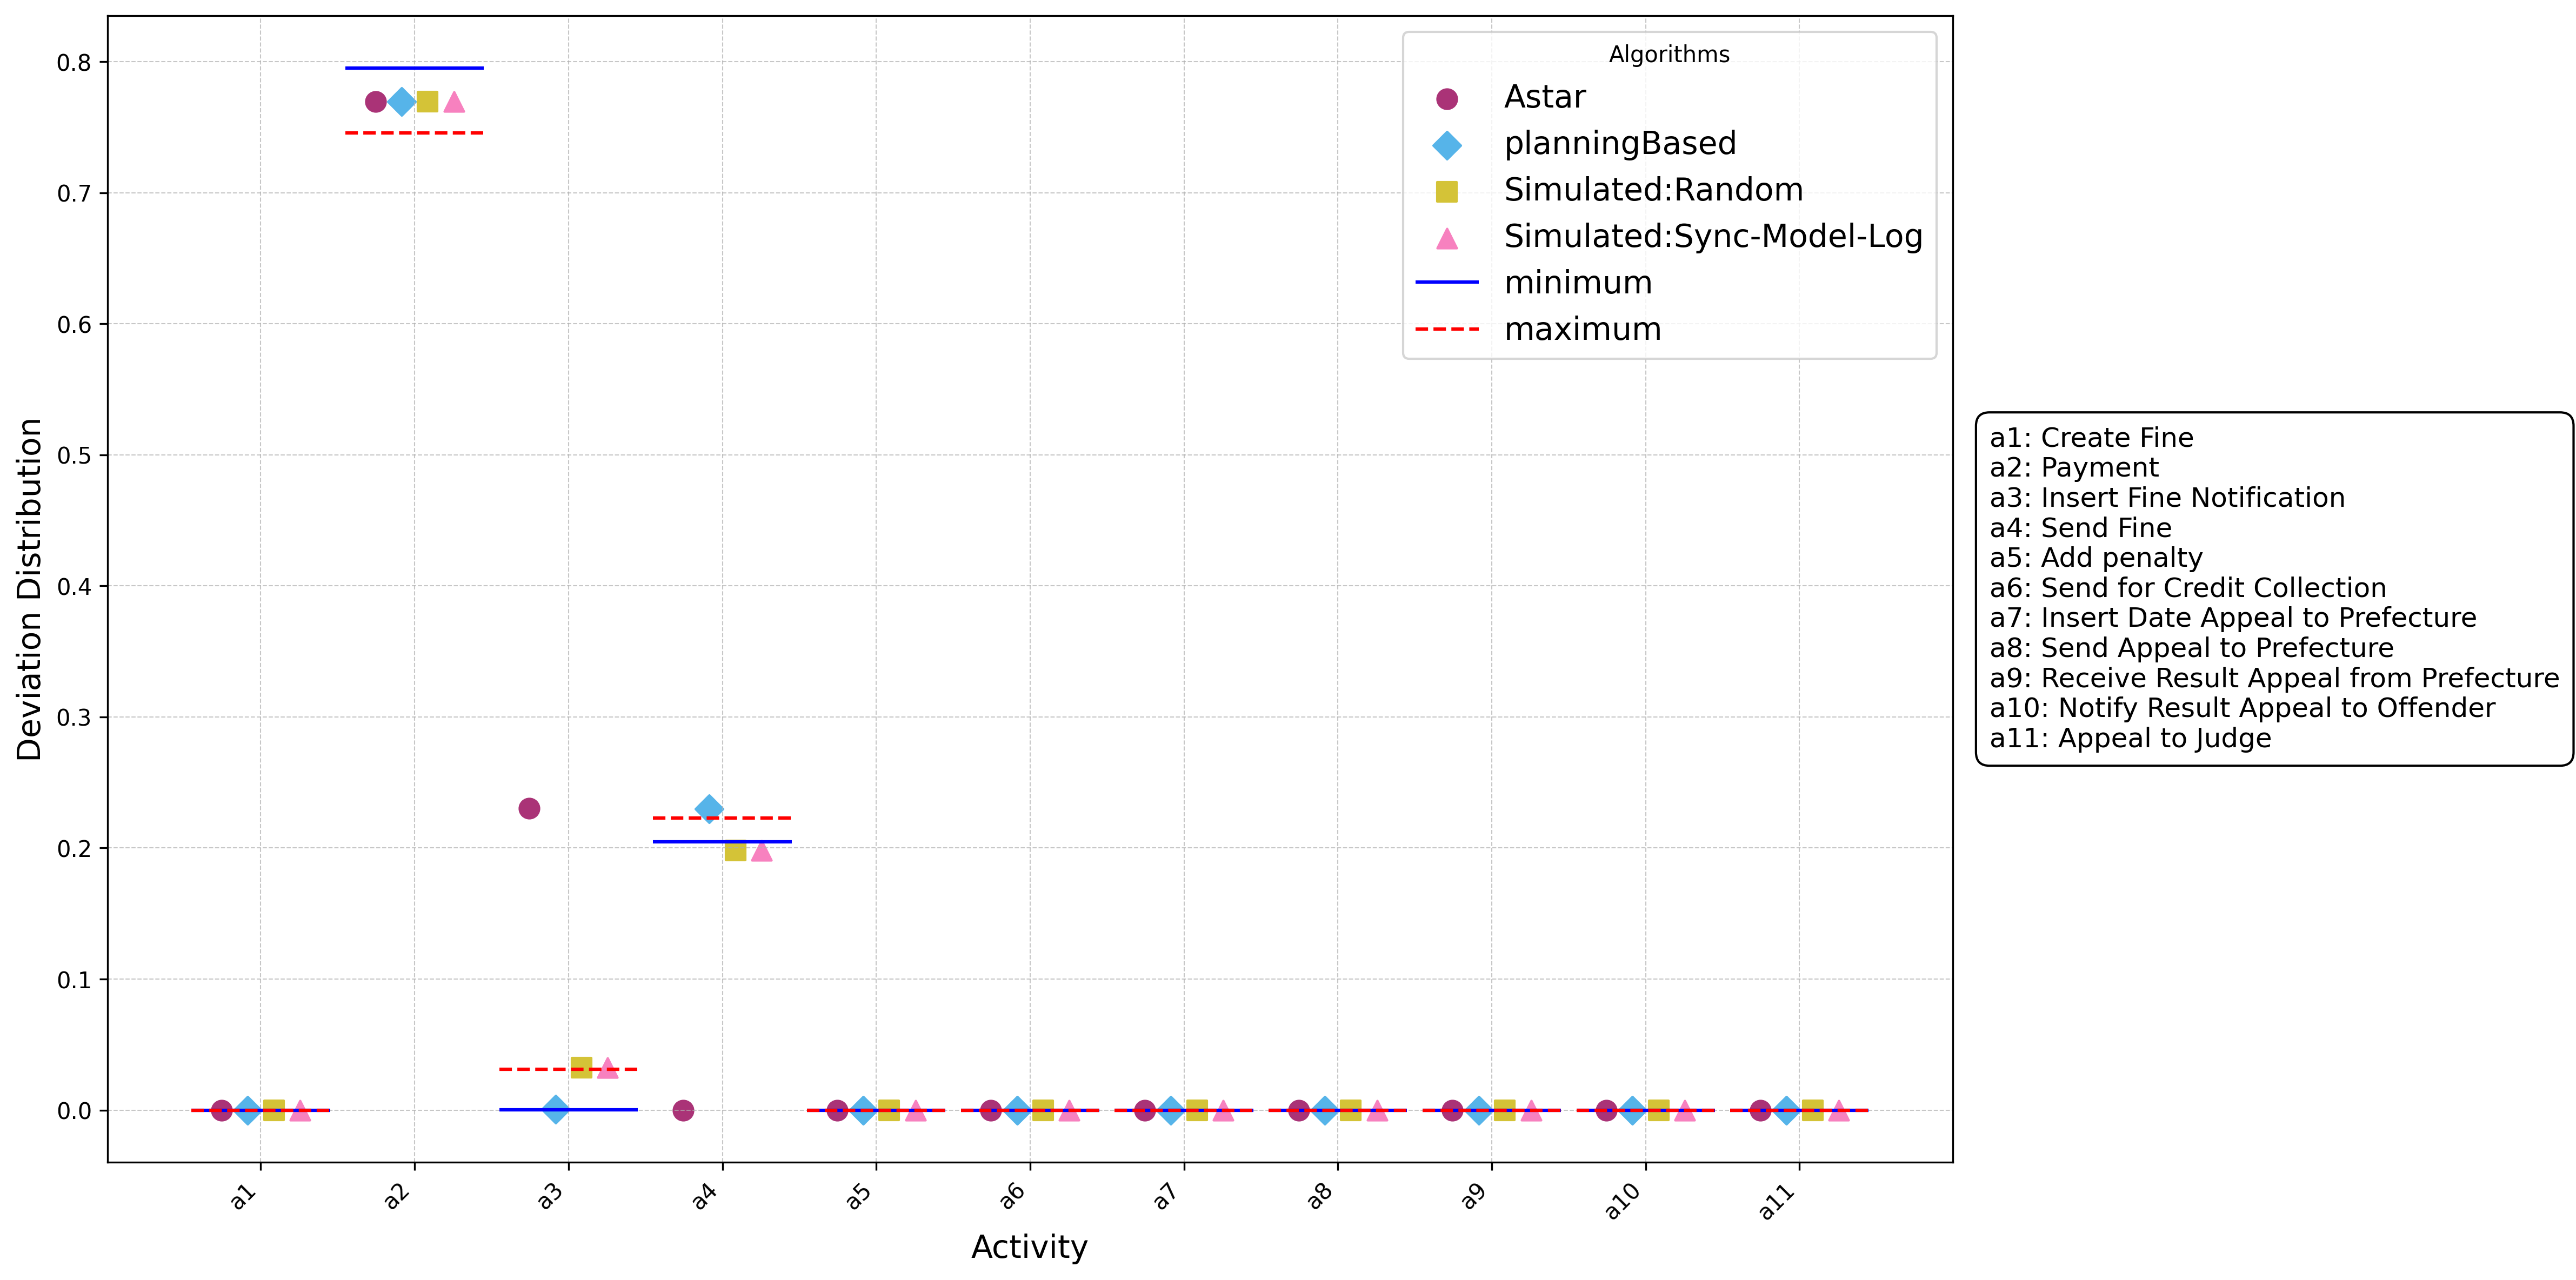 Algorithms
Astar
planningBased
Simulated:Random
Simulated:Sync-Model-Log
minimum
maximum
Deviation Distribution
0.8
0.7
0.6
0.5
0.4
0.3
0.2
0.1
0.0
a1 a2 a3 a4 a5 a6 a7 a8 a9 a10 a11
Activity
a1: Create Fine
a2: Payment
a3: Insert Fine Notification
a4: Send Fine
a5: Add penalty
a6: Send for Credit Collection
a7: Insert Date Appeal to Prefecture
a8: Send Appeal to Prefecture
a9: Receive Result Appeal from Prefecture
a10: Notify Result Appeal to Offender
a11: Appeal to Judge